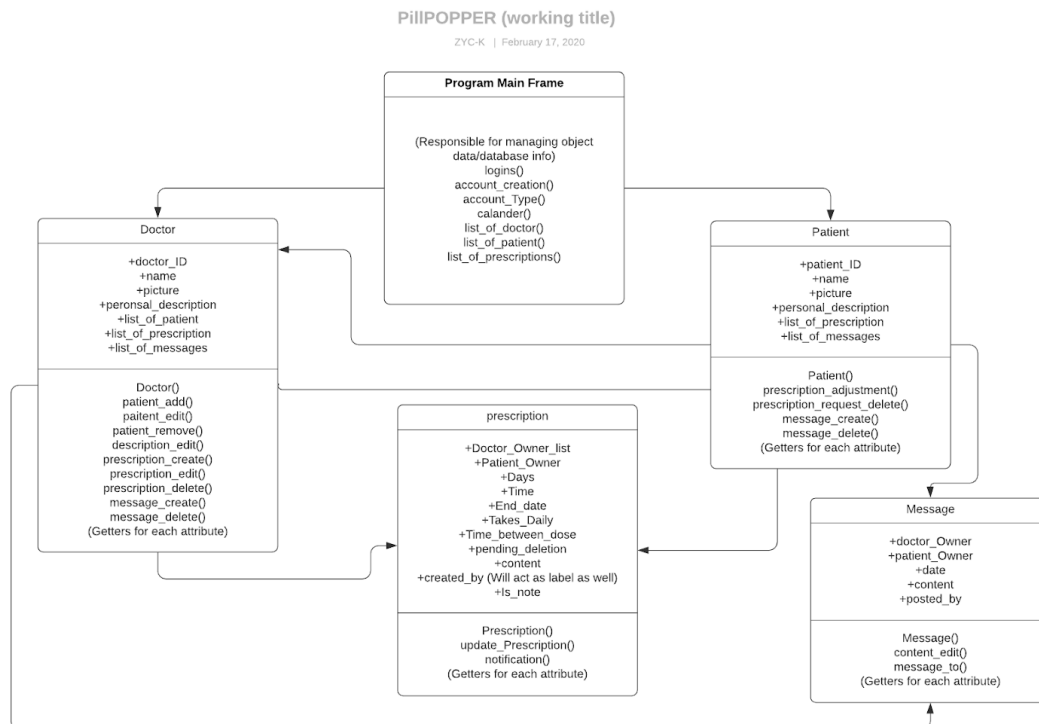 PillPOPPER (working title)
ZYC-K | February 17, 2020
Program Main Frame
(Responsible for managing object
data/database info)
logins()
account_creation()
account_Type()
calander()
list_of_doctor()
list_of_patient()
list_of_prescriptions()
Doctor
+doctor_ID
+name
+picture
+peronsal_description
+list_of_patient
+list_of_prescription
+list_of_messages
Doctor()
patient_add()
paitent_edit()
patient_remove()
description_edit()
prescription_create()
prescription_edit()
prescription_delete()
message_create()
message_delete()
(Getters for each attribute)
Patient
+patient_ID
+name
+picture
+personal_description
+list_of_prescription
+list_of_messages
Patient()
prescription_adjustment()
prescription_request_delete()
message_create()
message_delete()
(Getters for each attribute)
prescription
+Doctor_Owner_list
+Patient_Owner
+Days
+Time
+End_date
+Takes_Daily
+Time_between_dose
+pending_deletion
+content
+created_by (Will act as label as well)
+Is_note
Prescription()
update_Prescription()
notification()
(Getters for each attribute)
Message
+doctor_Owner
+patient_Owner
+date
+content
+posted_by
Message()
content_edit()
message_to()
(Getters for each attribute)